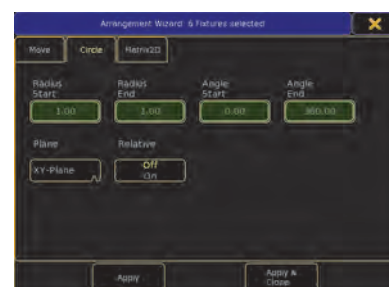 Arrangement Wizard: 6 Fixtures selected
Move Circle Matrix2D
Radius Start
Radius End
Angle Start
Angle End
1.00 1.00 0.00 360.00
Plane Relative
XY-Plane
Off
On
Apply
Apply & Close